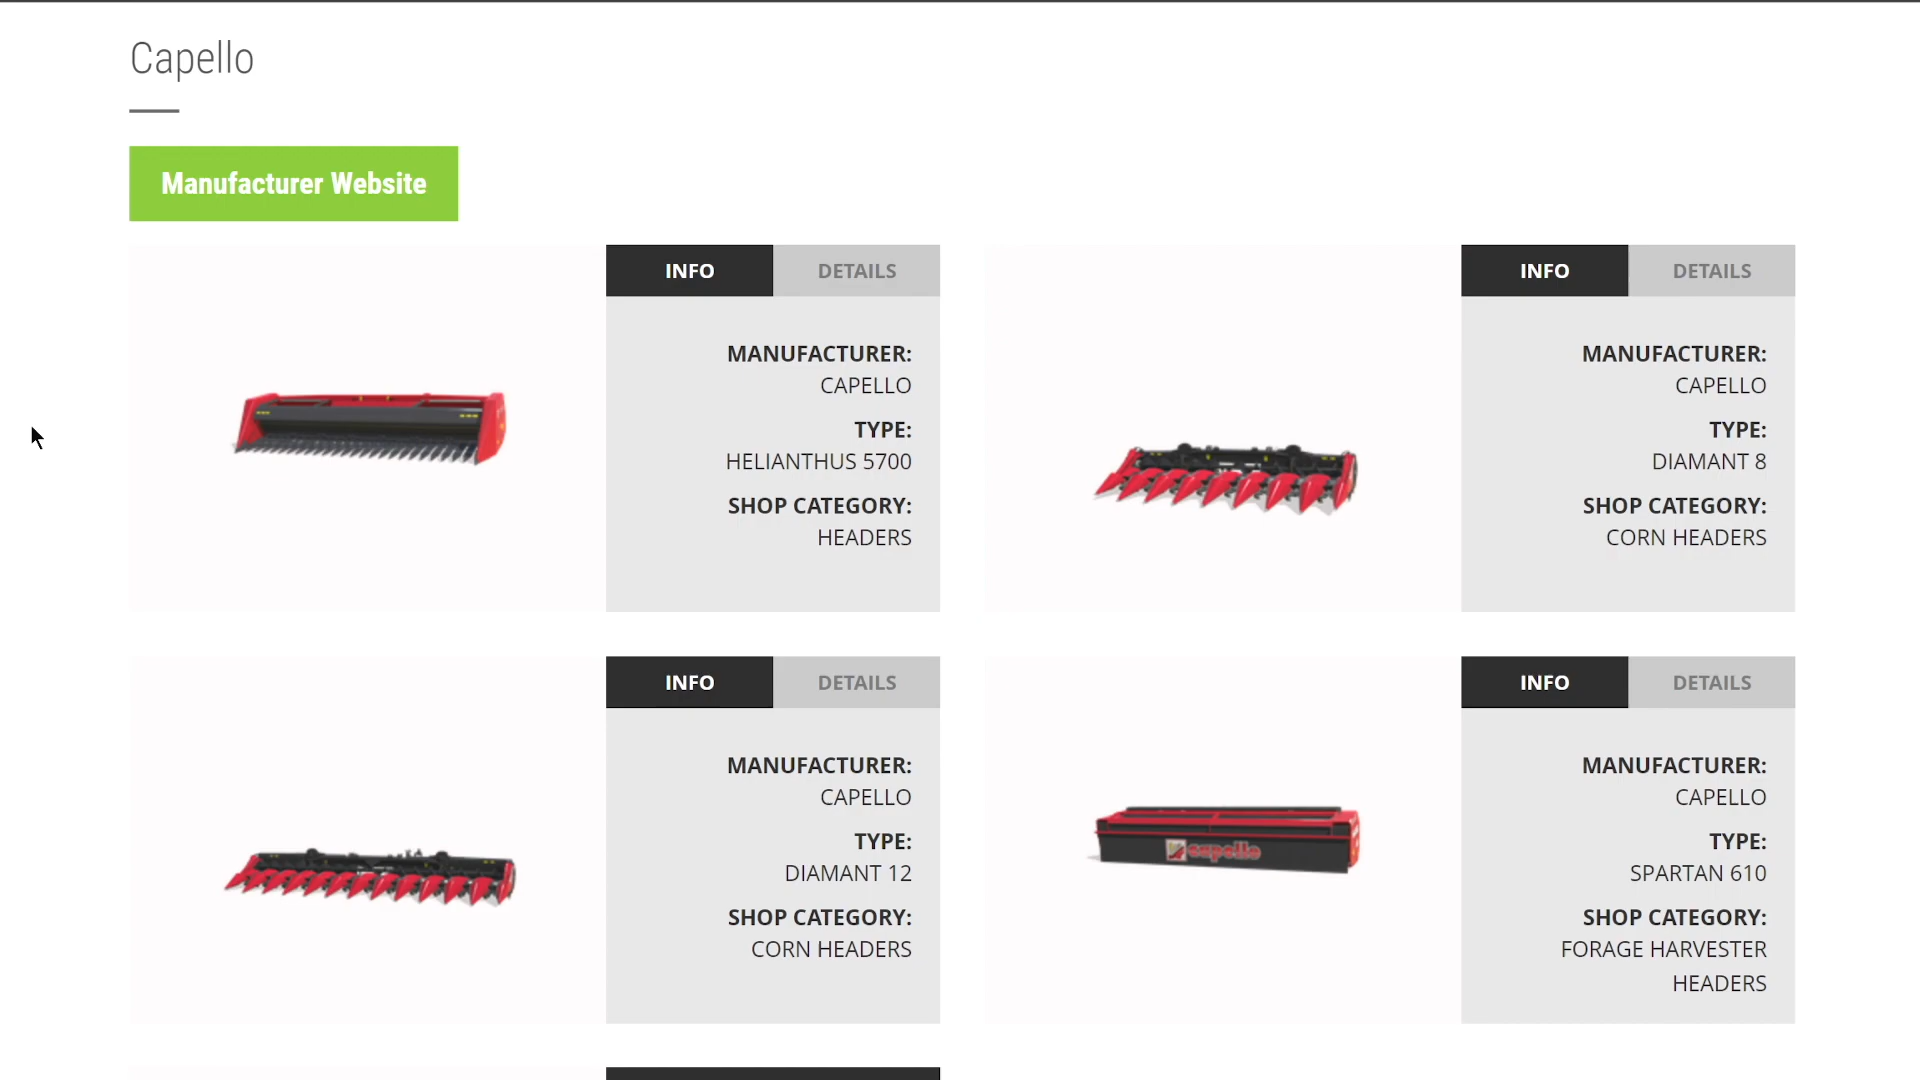 Capello
Manufacturer Website
INFO
DETAILS
MANUFACTURER:
CAPELLO
TYPE:
HELIANTHUS 5700
SHOP CATEGORY:
HEADERS
INFO
DETAILS
MANUFACTURER:
CAPELLO
TYPE:
DIAMANT 8
SHOP CATEGORY:
CORN HEADERS
INFO
DETAILS
MANUFACTURER:
CAPELLO
TYPE:
DIAMANT 12
SHOP CATEGORY:
CORN HEADERS
capello
INFO
DETAILS
MANUFACTURER:
CAPELLO
TYPE:
SPARTAN 610
SHOP CATEGORY:
FORAGE HARVESTER
HEADERS